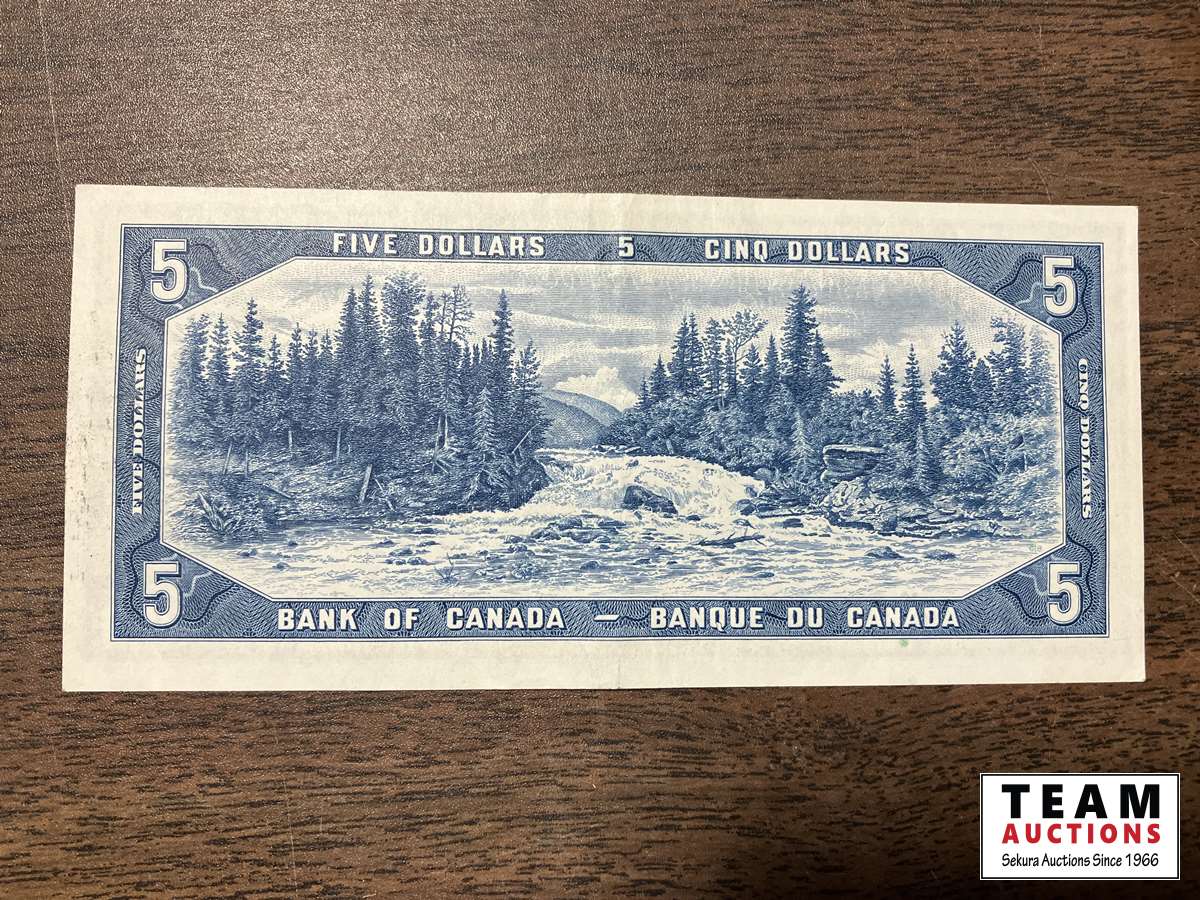 FIVE DOLLARS 5 CINQ DOLLARS
5 5
FIVE DOLLARS
CINQ DOLLARS
5 5
BANK OF CANADA — BANQUE DU CANADA
TEAM
AUCTIONS
Sekura Auctions Since 1966